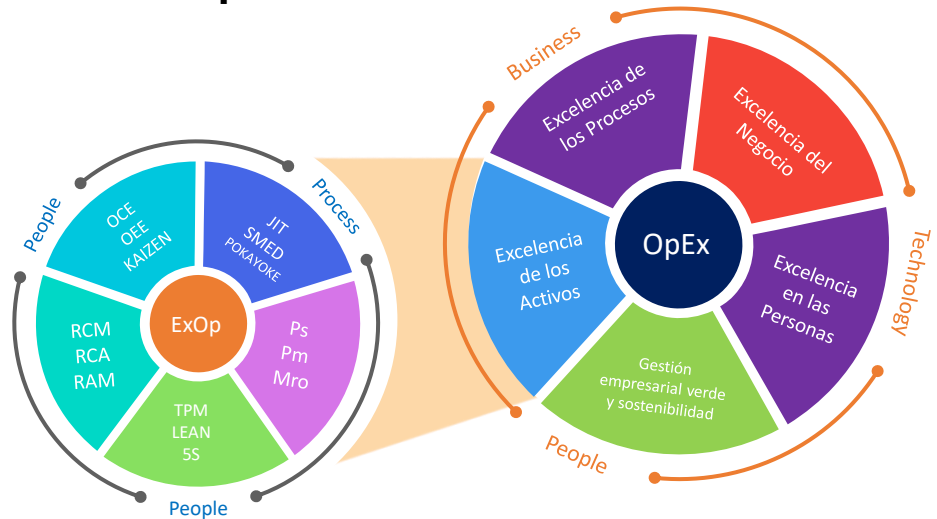 People
Process
OCE
OEE
KAIZEN
JIT
SMED
POKAYOKE
RCM
RCA
RAM
ExOp
Ps
Pm
Mro
TPM
LEAN
5S
People
Business
Excelencia de
los Procesos
Excelencia del
Negocio
Excelencia
de los
Activos
OpEx
Excelencia
en las
Personas
Technology
Gestión
empresarial verde
y sostenibilidad
People